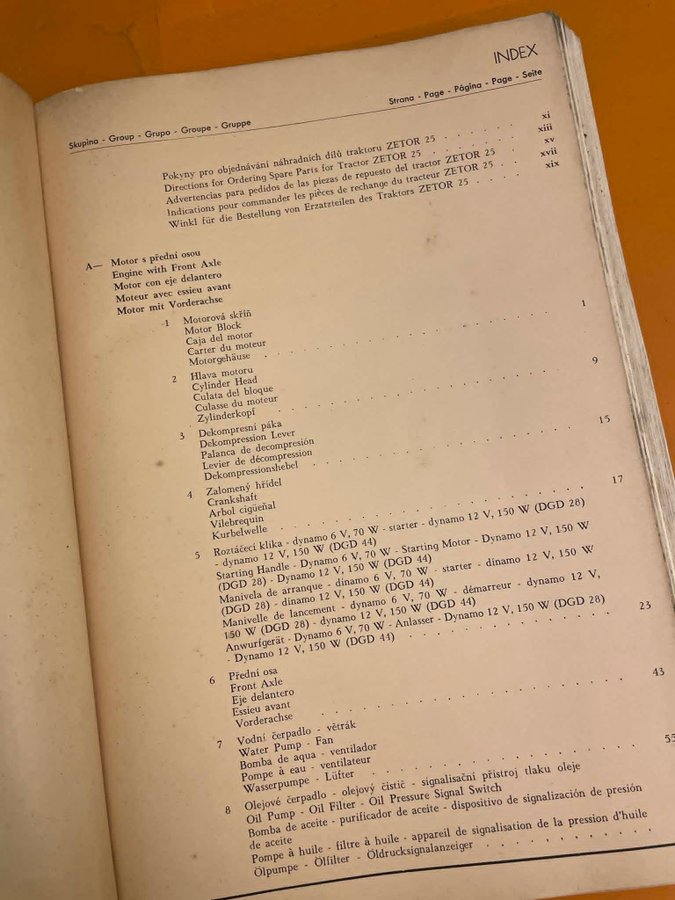 INDEX
Skupina - Group - Grupo - Groupe - Gruppe
Strana - Page - Página - Page - Seite
Pokyny pro objednávání náhradních dílů traktoru ZETOR 25 . . . . . . xi
Directions for Ordering Spare Parts for Tractor ZETOR 25 . . . . . . xiii
Advertencias para pedidos de las piezas de repuesto del tractor ZETOR 25 xv
Indications pour commander les pièces de rechange du tracteur ZETOR 25 . . xvii
Winkl für die Bestellung von Erzatzteilen des Traktors ZETOR 25 . . . . xix
A— Motor s přední osou
Engine with Front Axle
Motor con eje delantero
Moteur avec essieu avant
Motor mit Vorderachse
1 Motorová skříň
Motor Block
Caja del motor
Carter du moteur
Motorgehäuse . . . . . . . . . . . . . . . 1
2 Hlava motoru
Cylinder Head
Culata del bloque
Culasse du moteur
Zylinderkopf . . . . . . . . . . . . . . . 9
3 Dekompresní páka
Dekompression Lever
Palanca de decompresión
Levier de décompression
Dekompressionshebel . . . . . . . . . . . . . . . 15
4 Zalomený hřídel
Crankshaft
Arbol cigüeñal
Vilebrequin
Kurbelwelle . . . . . . . . . . . . . . . 17
5 Roztáčecí klika - dynamo 6 V, 70 W - starter - dynamo 12 V, 150 W (DGD 28)
- dynamo 12 V, 150 W (DGD 44)
Starting Handle - Dynamo 6 V, 70 W - Starting Motor - Dynamo 12 V, 150 W
(DGD 28) - Dynamo 12 V, 150 W (DGD 44)
Manivela de arranque - dinamo 6 V, 70 W - starter - dinamo 12 V, 150 W
(DGD 28) - dinamo 12 V, 150 W (DGD 44)
Manivelle de lancement - dynamo 6 V, 70 W - démarreur - dynamo 12 V,
150 W (DGD 28) - dynamo 12 V, 150 W (DGD 44)
Anwurfgerät - Dynamo 6 V, 70 W - Anlasser - Dynamo 12 V, 150 W (DGD 28)
- Dynamo 12 V, 150 W (DGD 44) . . . . . . . . . . 23
6 Přední osa
Front Axle
Eje delantero
Essieu avant
Vorderachse . . . . . . . . . . . . . . . 43
7 Vodní čerpadlo - větrák
Water Pump - Fan
Bomba de aqua - ventilador
Pompe à eau - ventilateur
Wasserpumpe - Lüfter . . . . . . . . . . . . . . . 55
8 Olejové čerpadlo - olejový čistič - signalisační přístroj tlaku oleje
Oil Pump - Oil Filter - Oil Pressure Signal Switch
Bomba de aceite - purificador de aceite - dispositivo de signalización de presión
de aceite
Pompe à huile - filtre à huile - appareil de signalisation de la pression d'huile
Ölpumpe - Ölfilter - Öldrucksignalanzeiger . . . . . . . . . .